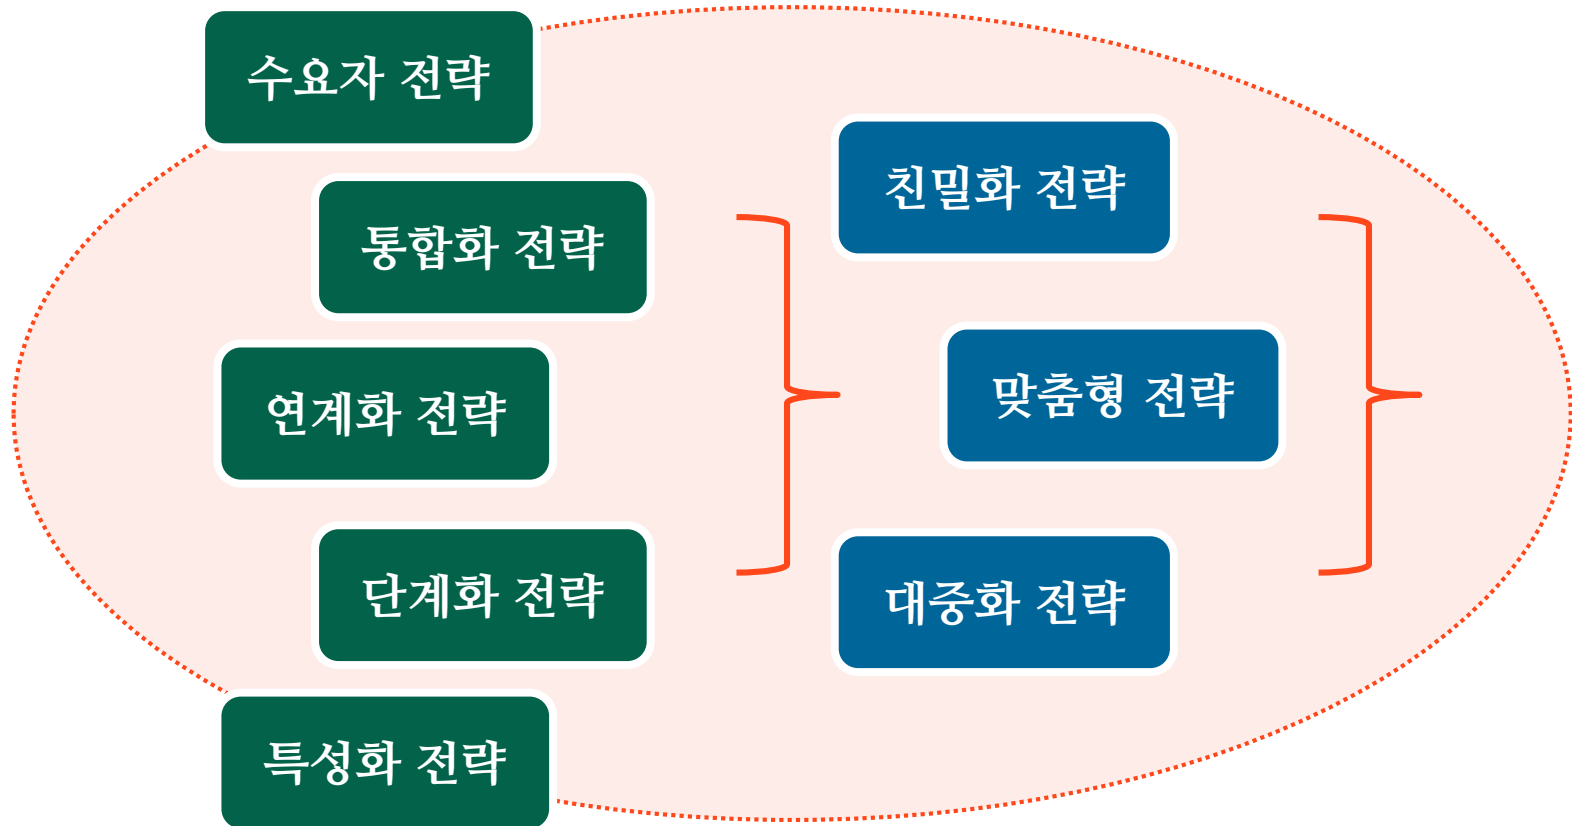 수요자 전략
통합화 전략
연계화 전략
단계화 전략
특성화 전략
친밀화 전략
맞춤형 전략
대중화 전략